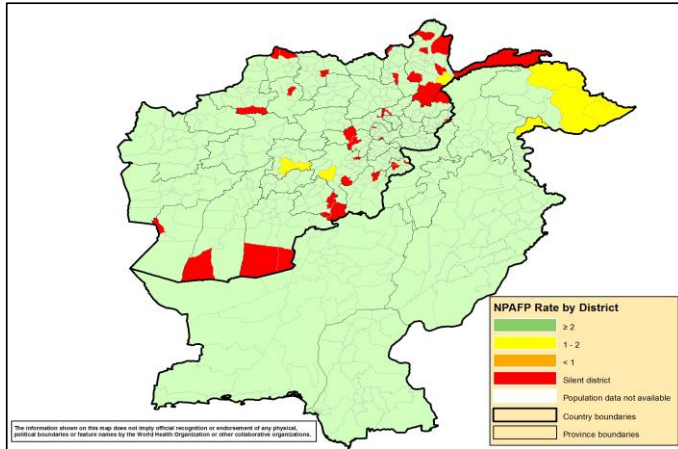 NPAFP Rate by District
≥ 2
1 - 2
< 1
Silent district
Population data not available
Country boundaries
Province boundaries
The information shown on this map does not imply official recognition or endorsement of any physical,
political boundaries or feature names by the World Health Organization or other collaborative organizations.